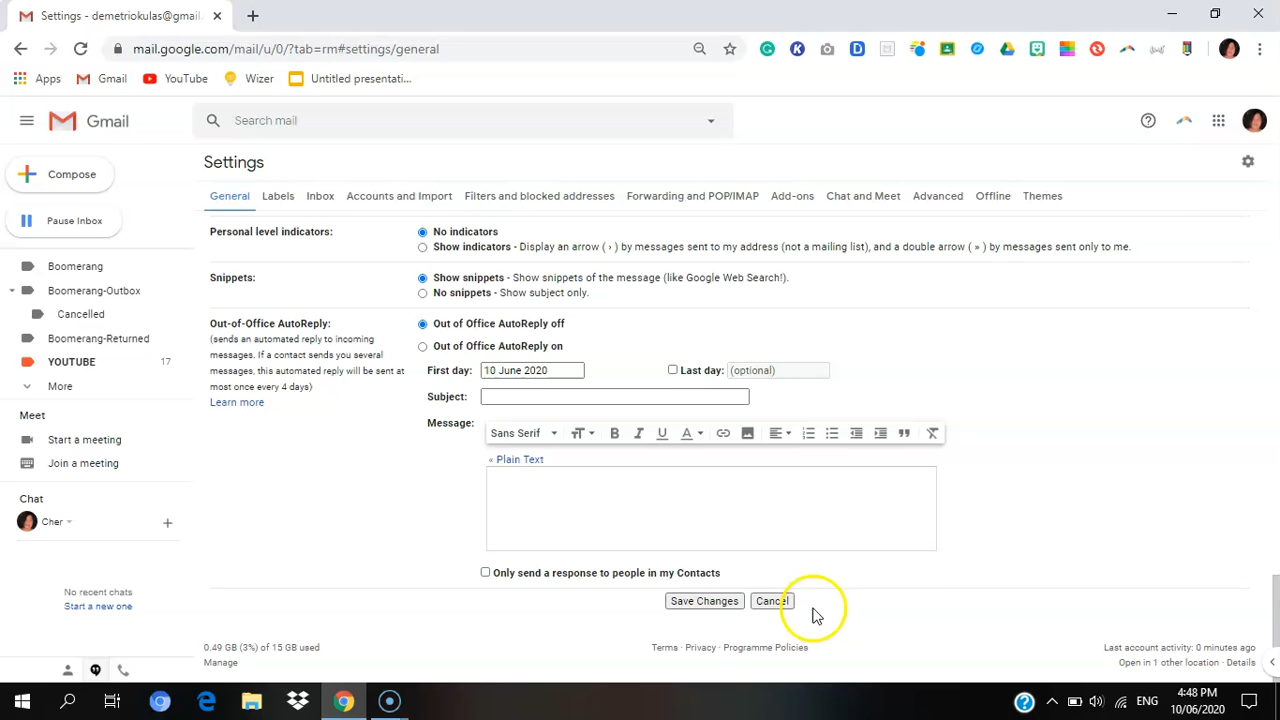 Settings - demetriokulas@gmail.
mail.google.com/mail/u/0/?tab=rm#settings/general
Apps Gmail YouTube Wizer Untitled presentati...
Gmail Search mail
Compose
Pause Inbox
Boomerang
Boomerang-Outbox
Cancelled
Boomerang-Returned
YOUTUBE 17
More
Meet
Start a meeting
Join a meeting
Chat
Cher
No recent chats
Start a new one
Settings
General Labels Inbox Accounts and Import Filters and blocked addresses Forwarding and POP/IMAP Add-ons Chat and Meet Advanced Offline Themes
Personal level indicators: No indicators
Show indicators - Display an arrow ( › ) by messages sent to my address (not a mailing list), and a double arrow ( » ) by messages sent only to me.
Snippets: Show snippets - Show snippets of the message (like Google Web Search!).
No snippets - Show subject only.
Out-of-Office AutoReply: Out of Office AutoReply off
(sends an automated reply to incoming
messages. If a contact sends you several
messages, this automated reply will be sent at
most once every 4 days)
Learn more
Out of Office AutoReply on
First day: 10 June 2020 Last day: (optional)
Subject:
Message: Sans Serif
« Plain Text
Only send a response to people in my Contacts
Save Changes Cancel
0.49 GB (3%) of 15 GB used
Manage
Terms · Privacy · Programme Policies
Last account activity: 0 minutes ago
Open in 1 other location · Details
ENG
4:48 PM
10/06/2020